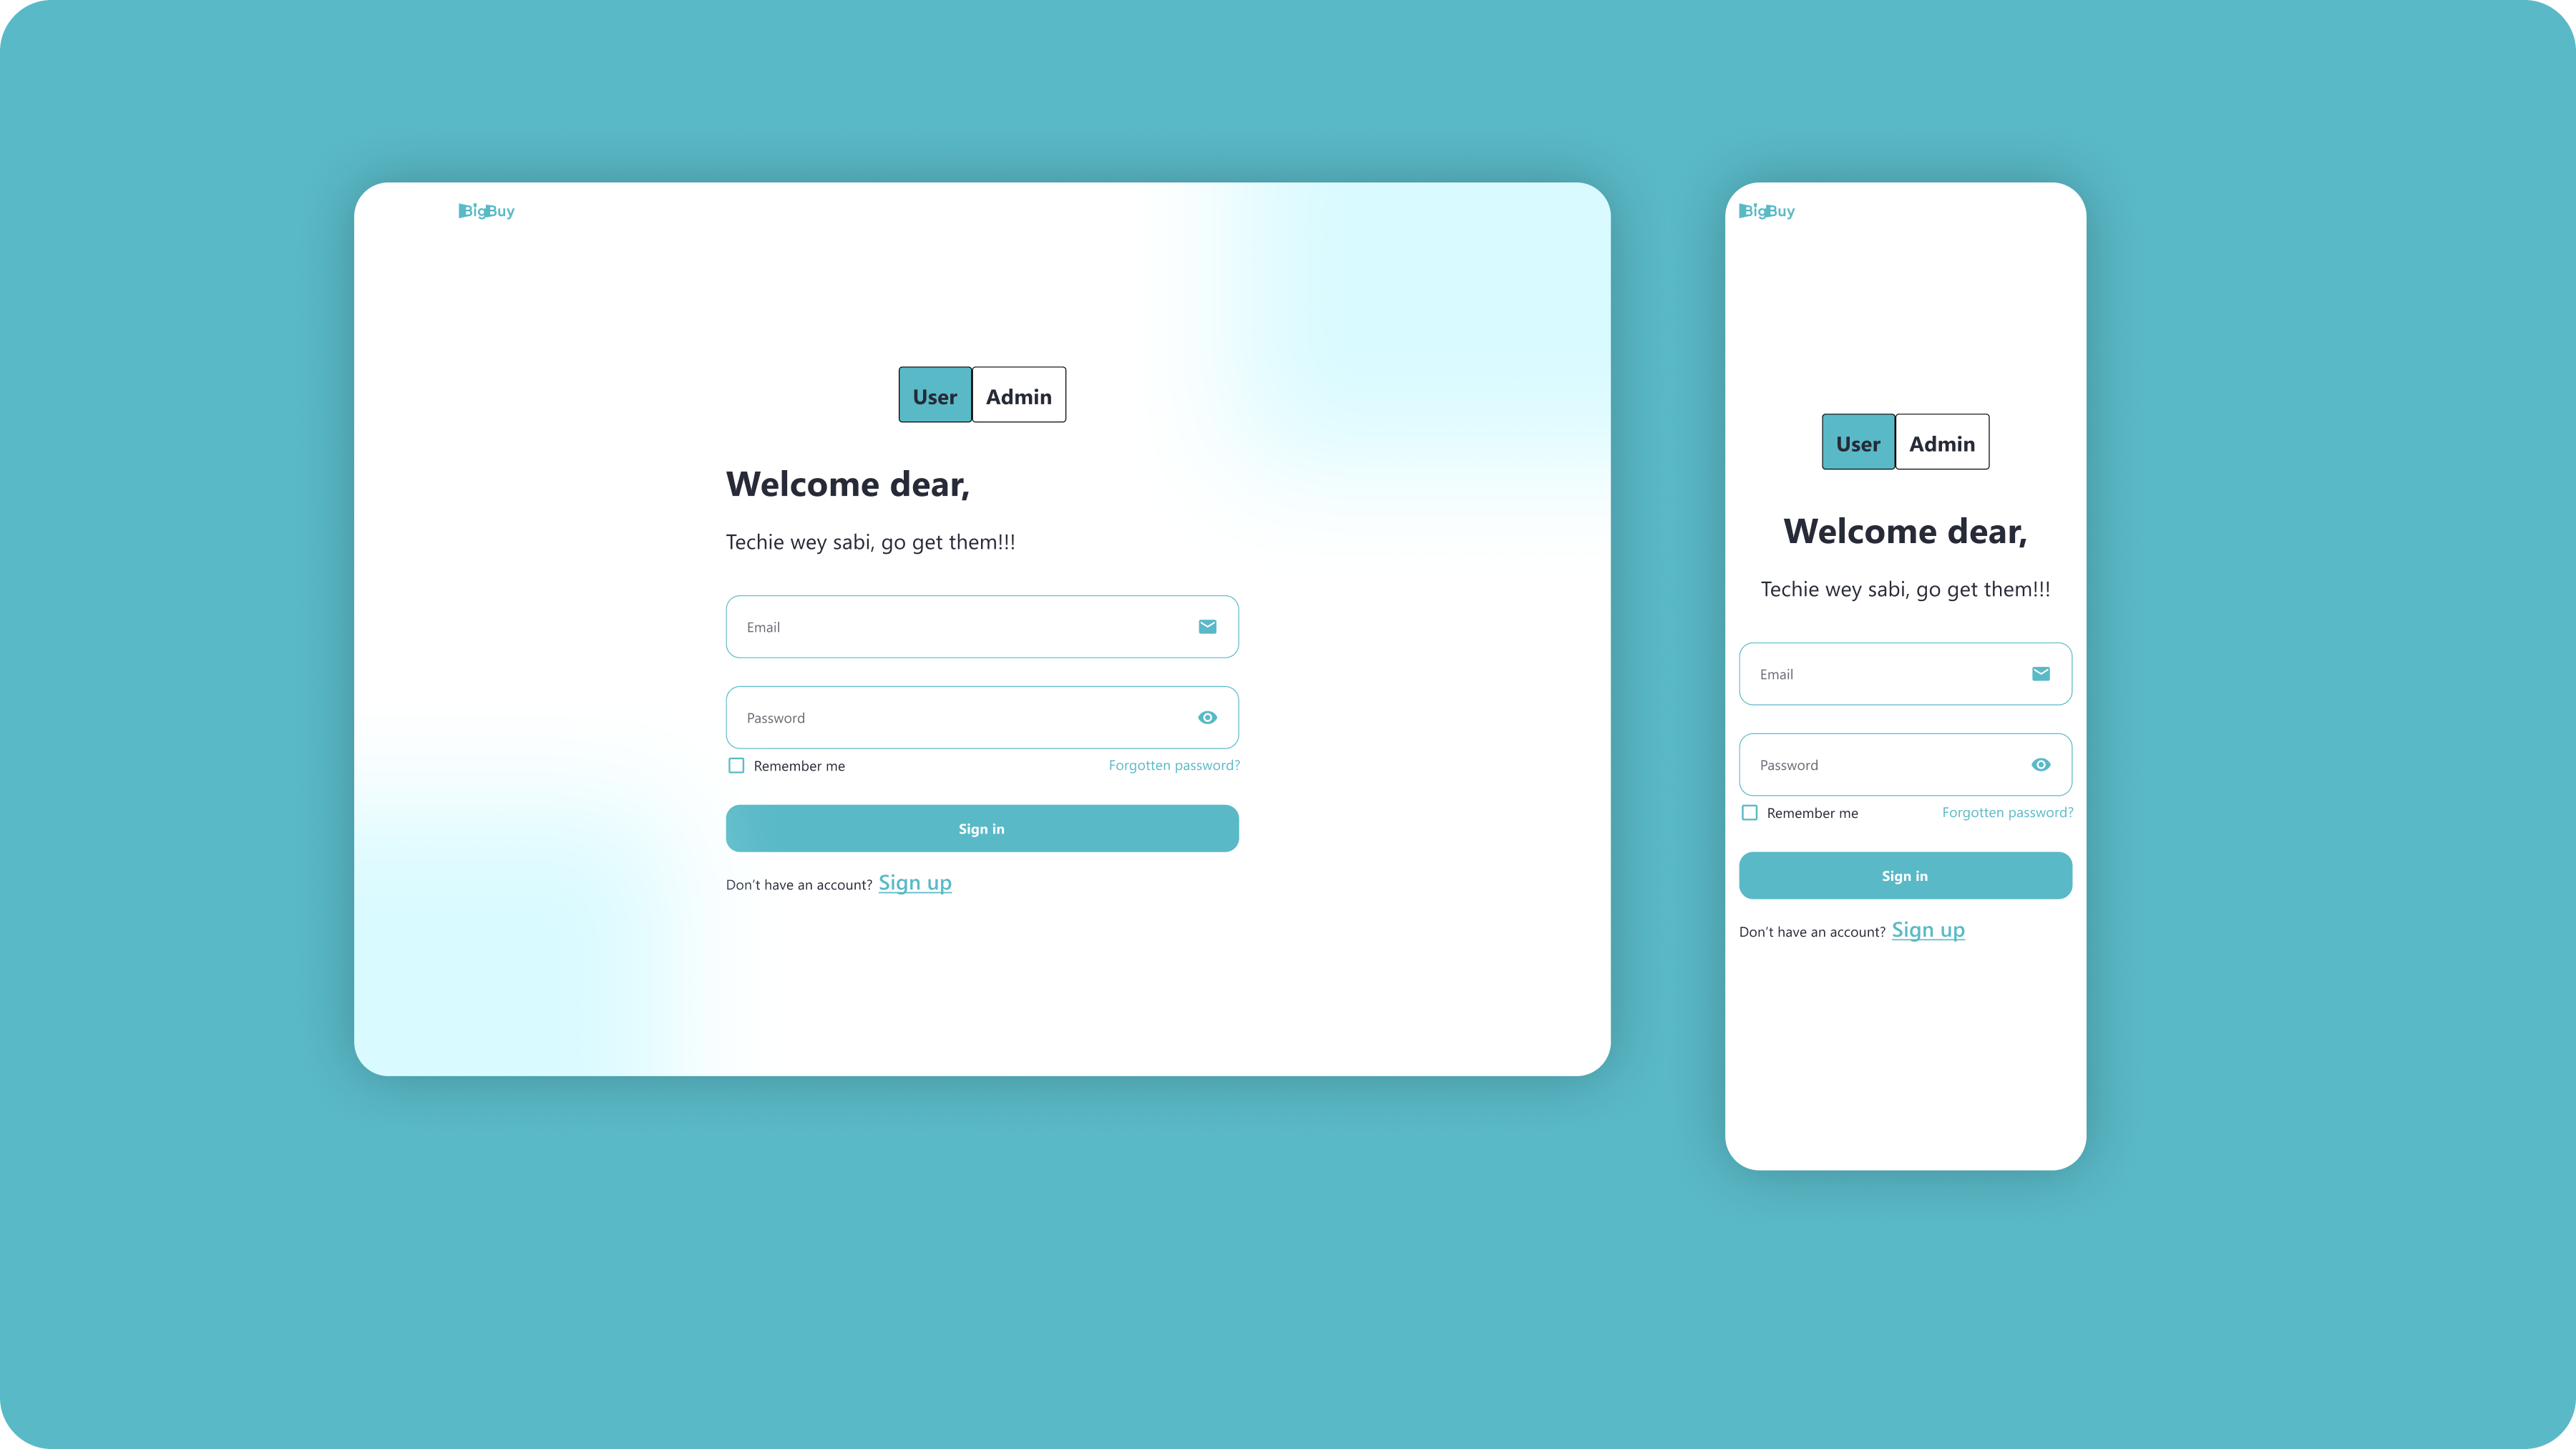 BigBuy
User Admin
Welcome dear,
Techie wey sabi, go get them!!!
Email
Password
Remember me Forgotten password?
Sign in
Don't have an account? Sign up
BigBuy
User Admin
Welcome dear,
Techie wey sabi, go get them!!!
Email
Password
Remember me Forgotten password?
Sign in
Don't have an account? Sign up